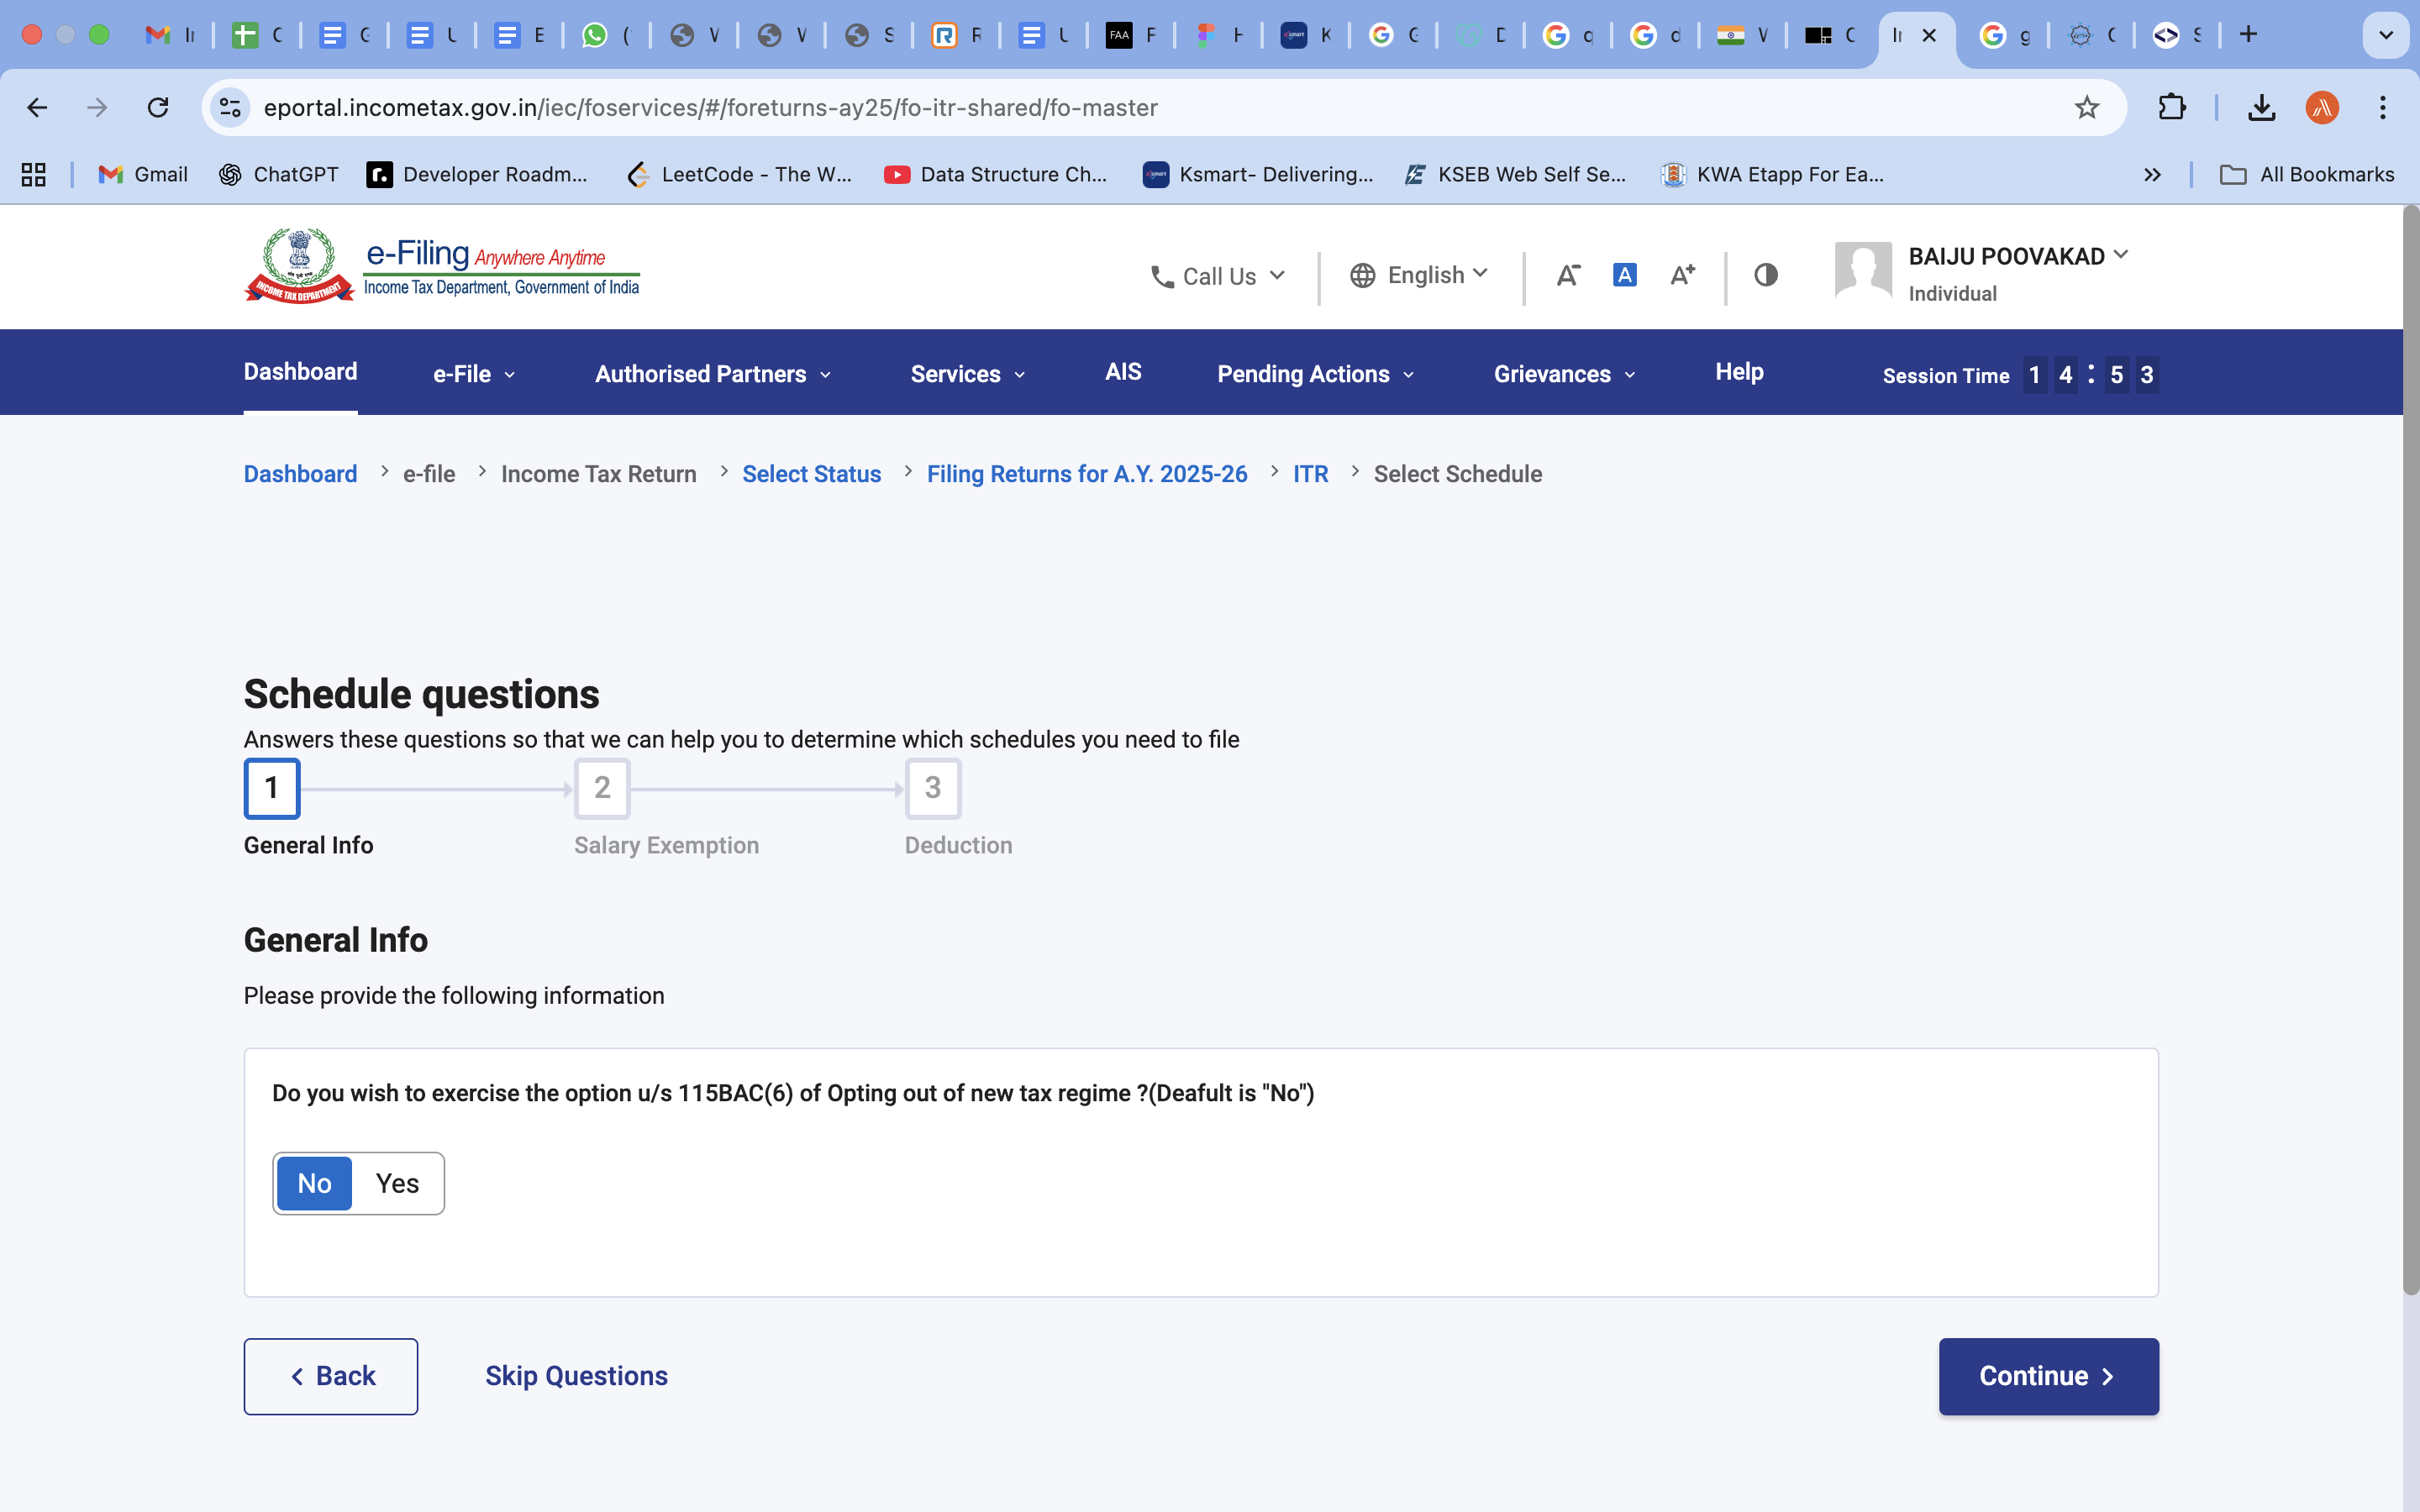 eportal.incometax.gov.in/iec/foservices/#/foreturns-ay25/fo-itr-shared/fo-master
Gmail ChatGPT Developer Roadm... LeetCode - The W... Data Structure Ch... Ksmart- Delivering... KSEB Web Self Se... KWA Etapp For Ea... All Bookmarks
e-Filing Anywhere Anytime
Income Tax Department, Government of India
INCOME TAX DEPARTMENT
Call Us English A- A A+ BAIJU POOVAKAD
Individual
Dashboard e-File Authorised Partners Services AIS Pending Actions Grievances Help Session Time 14:53
Dashboard > e-file > Income Tax Return > Select Status > Filing Returns for A.Y. 2025-26 > ITR > Select Schedule
Schedule questions
Answers these questions so that we can help you to determine which schedules you need to file
1 2 3
General Info Salary Exemption Deduction
General Info
Please provide the following information
Do you wish to exercise the option u/s 115BAC(6) of Opting out of new tax regime ?(Deafult is "No")
No Yes
< Back Skip Questions Continue >